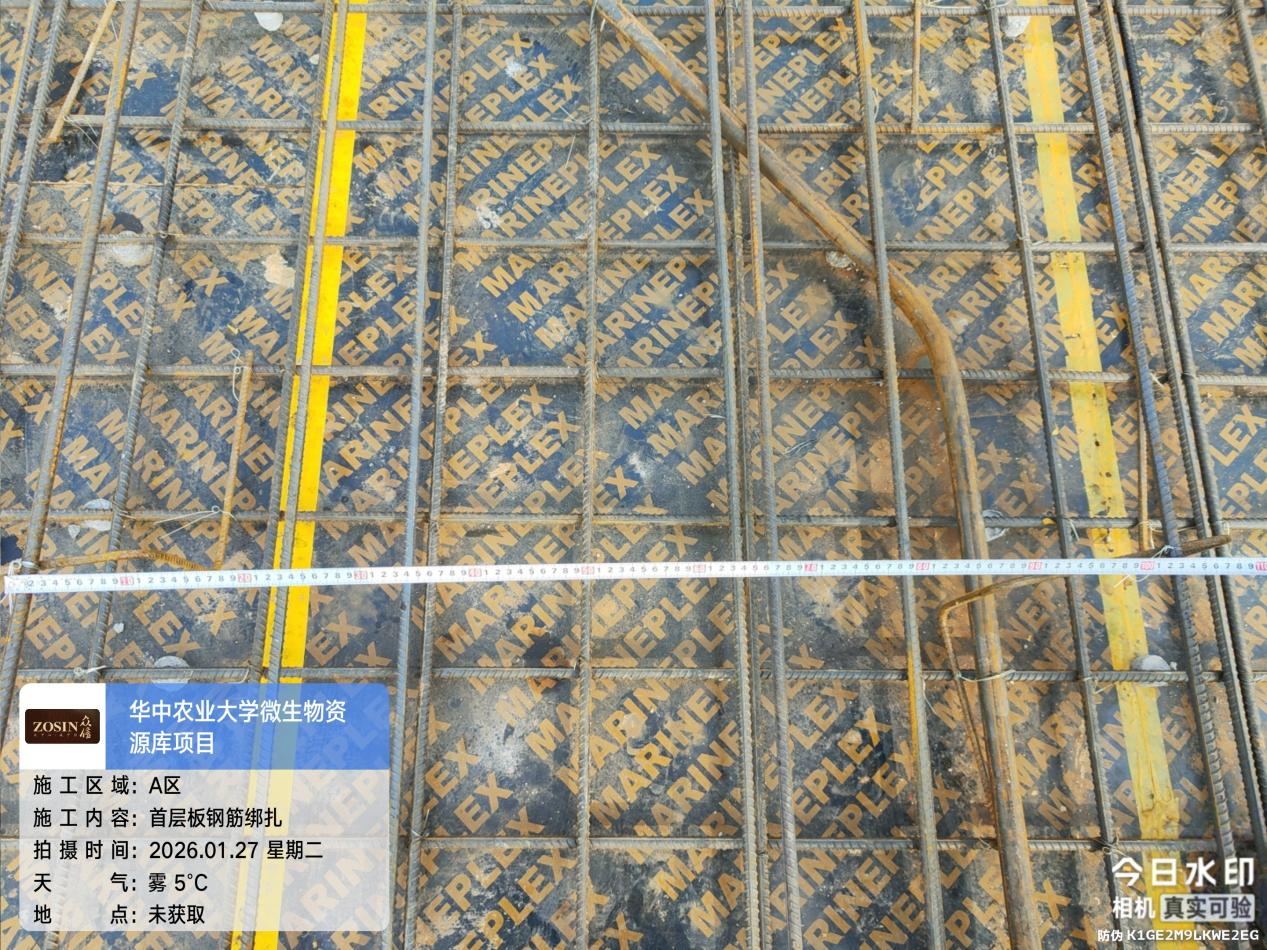 MARINEPLEX
ZOSIN 众信
华中农业大学微生物资
源库项目
施工区域：A区
施工内容：首层板钢筋绑扎
拍摄时间：2026.01.27 星期二
天气：雾 5°C
地点：未获取
今日水印
相机 真实可验
防伪 K1GE2M9LKWE2EG